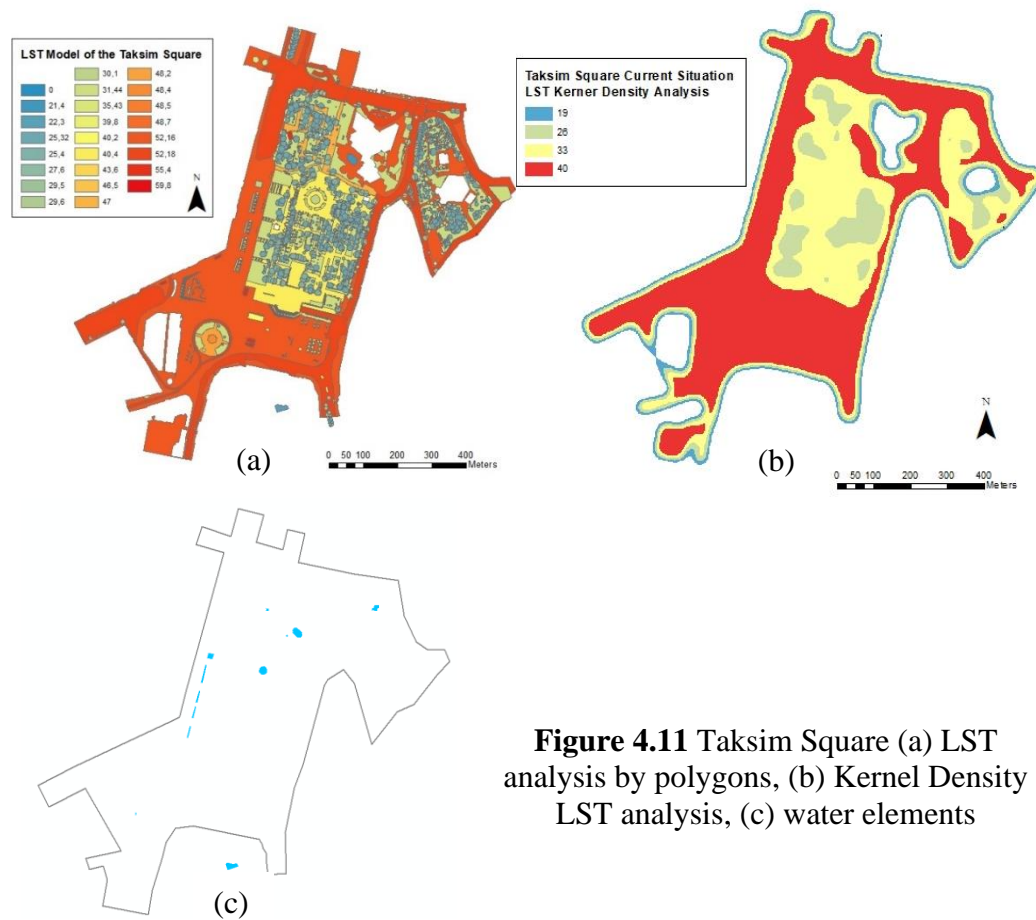 LST Model of the Taksim Square
0
21,4
22,3
25,32
25,4
27,6
29,5
29,6
30,1
31,44
35,43
39,8
40,2
40,4
43,6
46,5
47
48,2
48,4
48,5
48,7
52,16
52,18
55,4
59,8
N
(a)
0 50 100 200 300 400
Meters
Taksim Square Current Situation
LST Kerner Density Analysis
19
26
33
40
N
(b)
0 50 100 200 300 400
Meters
(c)
Figure 4.11 Taksim Square (a) LST
analysis by polygons, (b) Kernel Density
LST analysis, (c) water elements